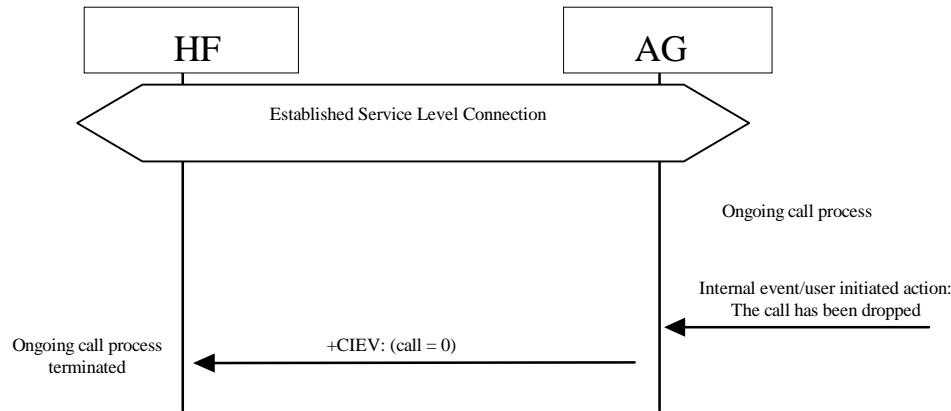 HF
AG
Established Service Level Connection
Ongoing call process
Internal event/user initiated action:
The call has been dropped
+CIEV: (call = 0)
Ongoing call process
terminated